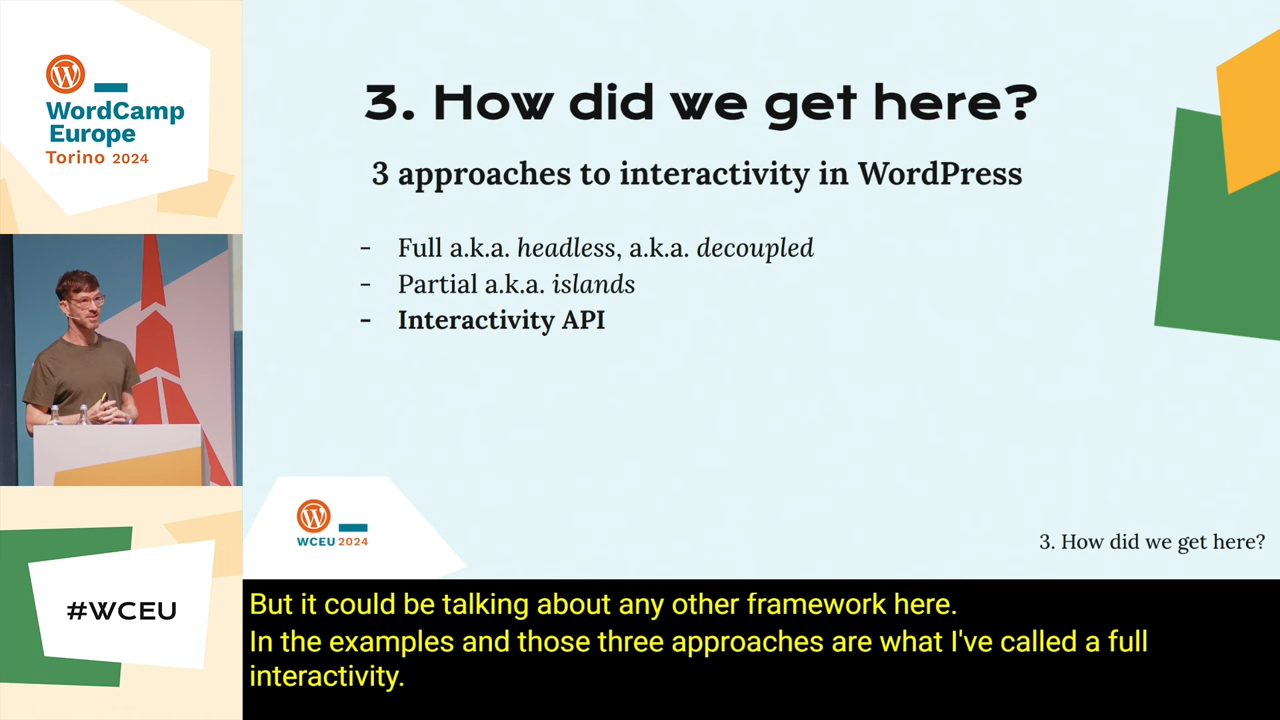 WordCamp
Europe
Torino 2024
#WCEU
3. How did we get here?
3 approaches to interactivity in WordPress
- Full a.k.a. headless, a.k.a. decoupled
- Partial a.k.a. islands
- Interactivity API
WCEU 2024
3. How did we get here?
But it could be talking about any other framework here.
In the examples and those three approaches are what I've called a full
interactivity.